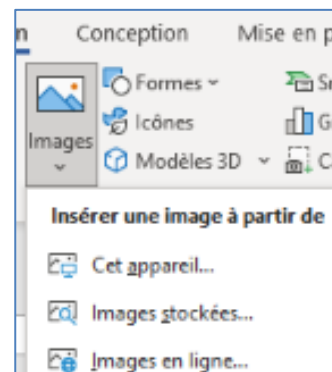 n Conception Mise en p
Formes Sr
Images Icônes G
Modèles 3D C
Insérer une image à partir de
Cet appareil...
Images stockées...
Images en ligne...